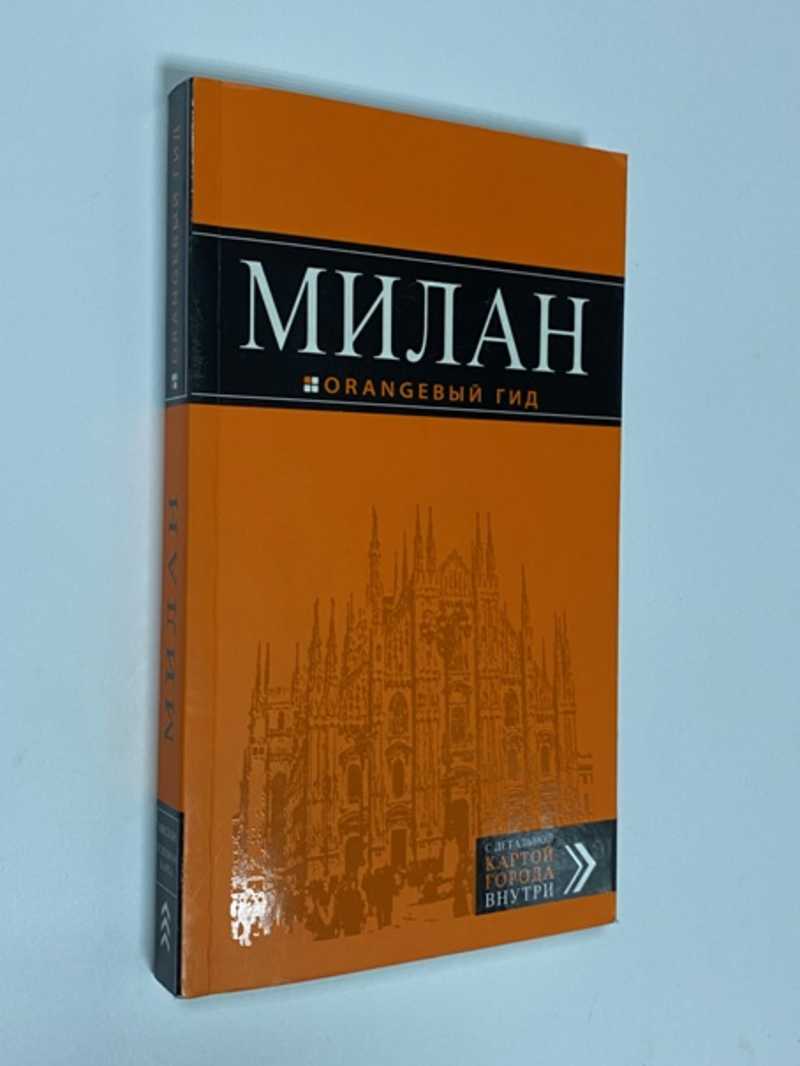 МИЛАН
ORANGEВЫЙ ГИД
С ДЕТАЛЬНОЙ
КАРТОЙ
ГОРОДА
ВНУТРИ
ORANGEВЫЙ ГИД
МИЛАН